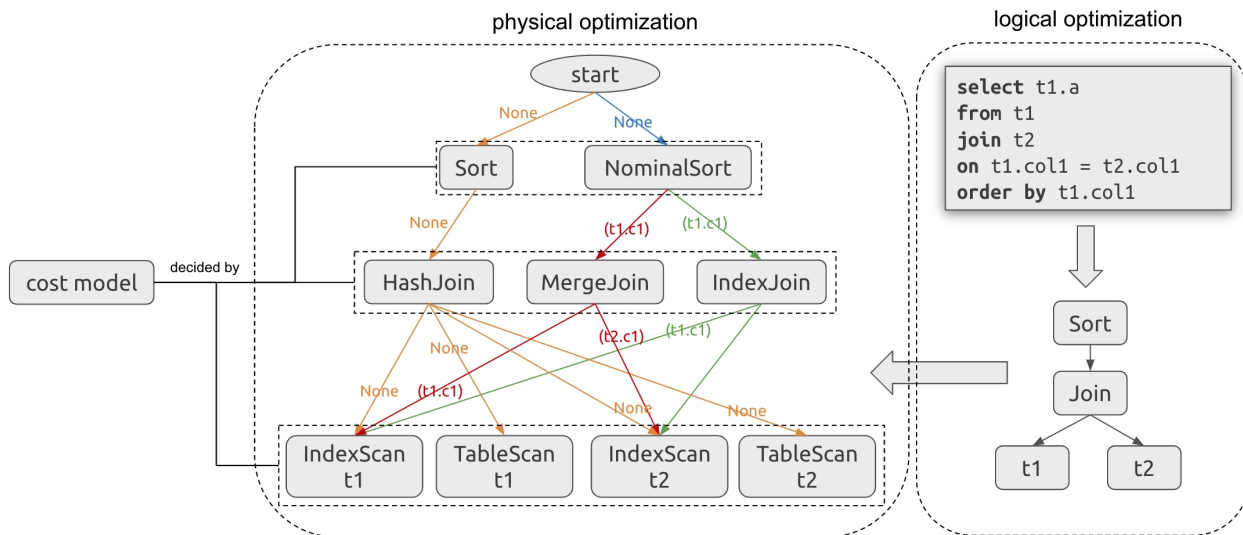 physical optimization
logical optimization
start
None
None
Sort
NominalSort
None
(t1.c1)
(t1.c1)
cost model
decided by
HashJoin
MergeJoin
IndexJoin
None
(t2.c1)
(t1.c1)
None
(t1.c1)
None
None
IndexScan
t1
TableScan
t1
IndexScan
t2
TableScan
t2
select t1.a
from t1
join t2
on t1.col1 = t2.col1
order by t1.col1
Sort
Join
t1
t2